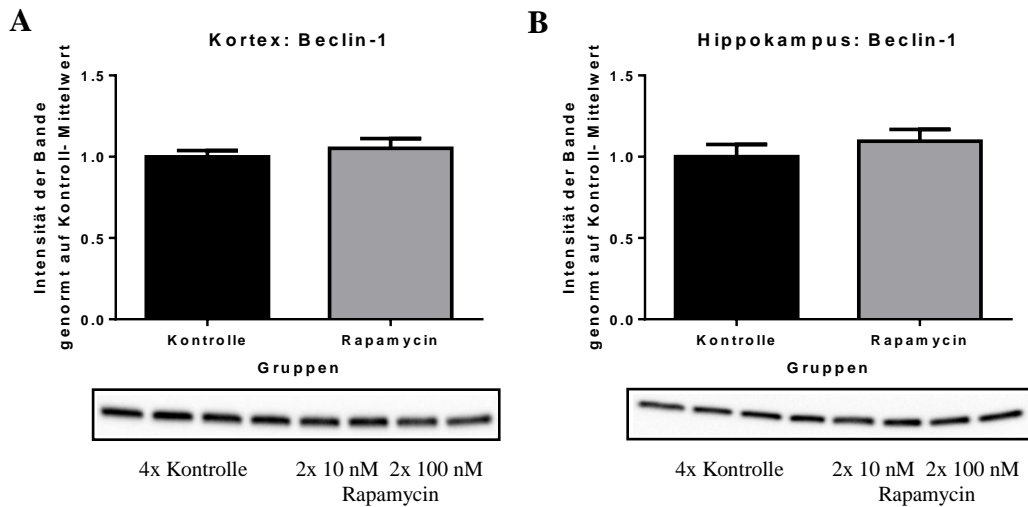 A
Kortex: Beclin-1
Intensität der Bande
genormt auf Kontroll-Mittelwert
1.5
1.0
0.5
0.0
Kontrolle
Rapamycin
Gruppen
4x Kontrolle
2x 10 nM 2x 100 nM
Rapamycin
B
Hippokampus: Beclin-1
Intensität der Bande
genormt auf Kontroll-Mittelwert
1.5
1.0
0.5
0.0
Kontrolle
Rapamycin
Gruppen
4x Kontrolle
2x 10 nM 2x 100 nM
Rapamycin